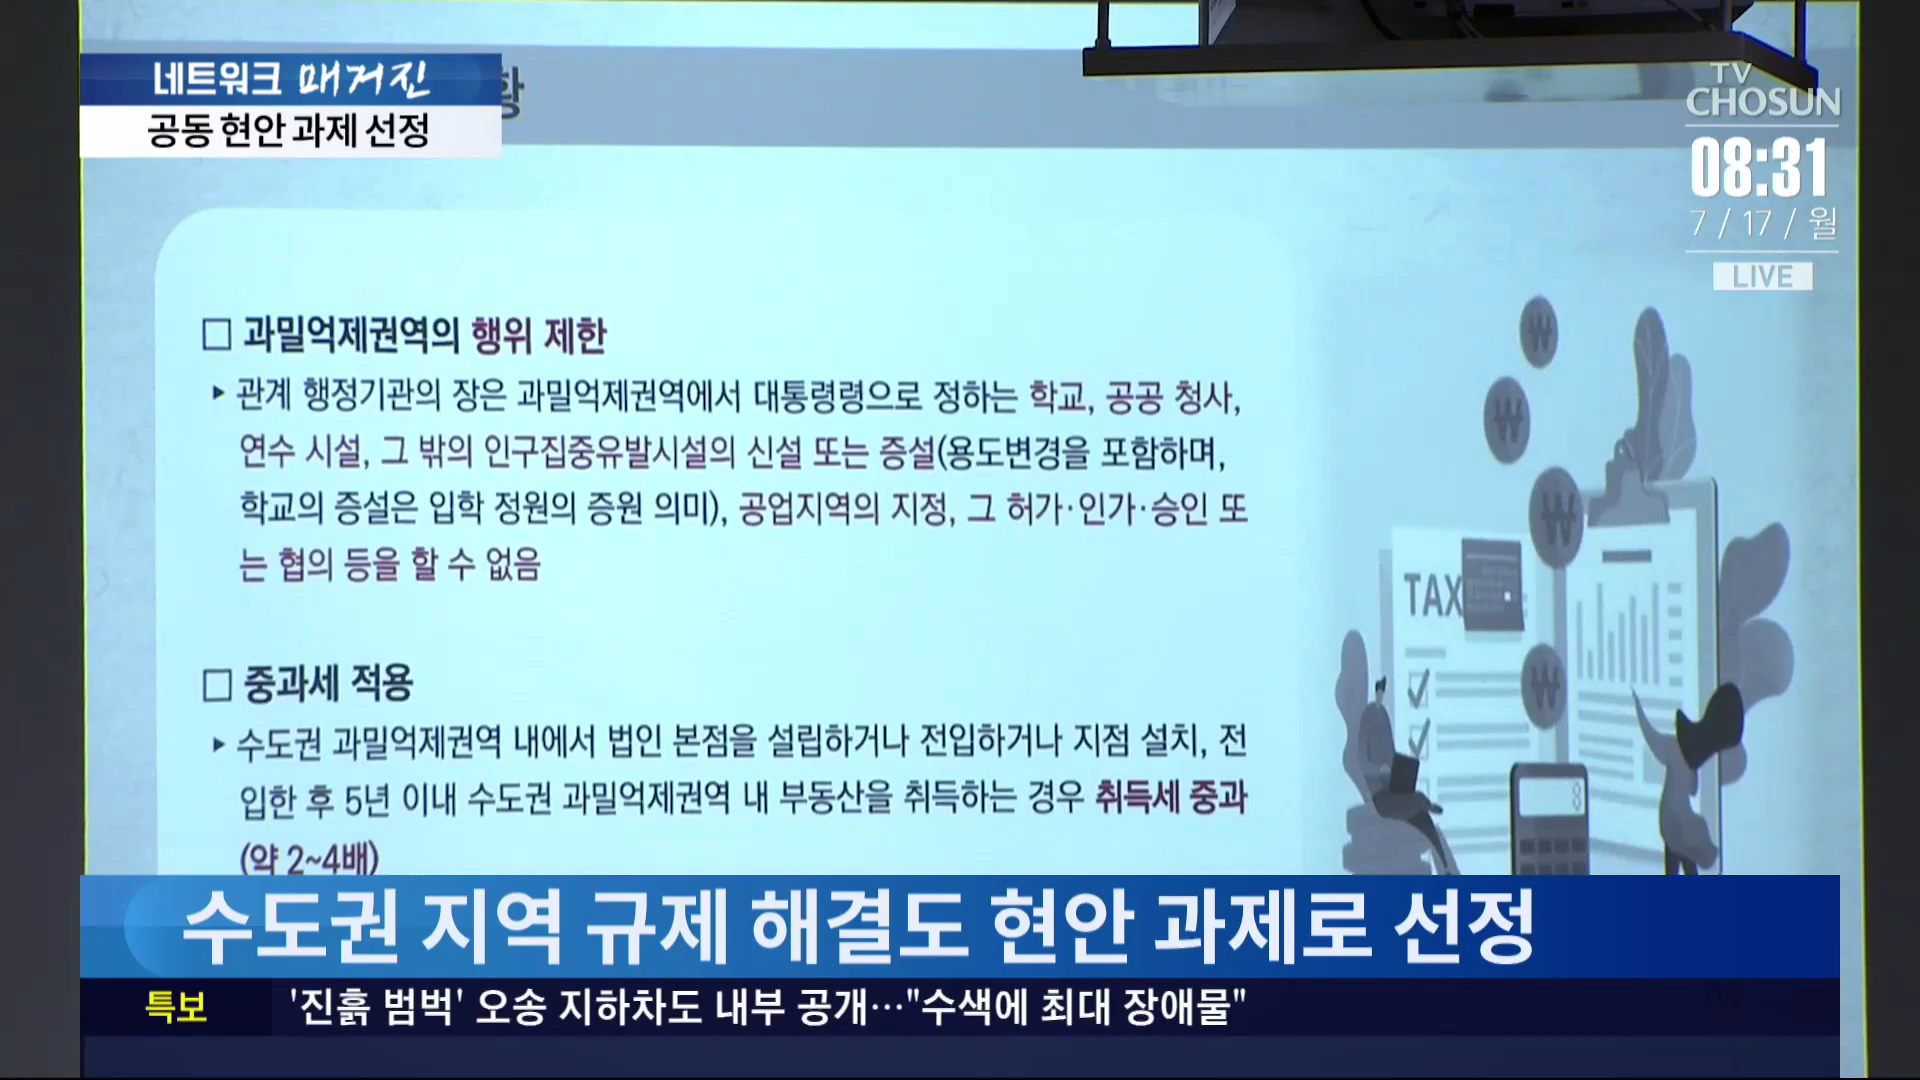 네트워크 매거진
공동 현안 과제 선정
황
TV
CHOSUN
08:31
7 / 17 / 월
LIVE
□ 과밀억제권역의 행위 제한
▸ 관계 행정기관의 장은 과밀억제권역에서 대통령령으로 정하는 학교, 공공 청사,
연수 시설, 그 밖의 인구집중유발시설의 신설 또는 증설(용도변경을 포함하며,
학교의 증설은 입학 정원의 증원 의미), 공업지역의 지정, 그 허가·인가·승인 또
는 협의 등을 할 수 없음
□ 중과세 적용
▸ 수도권 과밀억제권역 내에서 법인 본점을 설립하거나 전입하거나 지점 설치, 전
입한 후 5년 이내 수도권 과밀억제권역 내 부동산을 취득하는 경우 취득세 중과
(약 2~4배)
TAX
수도권 지역 규제 해결도 현안 과제로 선정
특보 '진흙 범벅' 오송 지하차도 내부 공개…"수색에 최대 장애물"